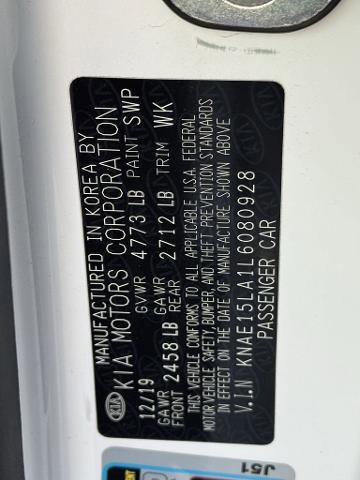 MANUFACTURED IN KOREA BY
KIA MOTORS CORPORATION
12/19 GVWR 4773 LB PAINT SWP
GAWR FRONT 2458 LB GAWR REAR 2712 LB TRIM WK
THIS VEHICLE CONFORMS TO ALL APPLICABLE U.S.A. FEDERAL
MOTOR VEHICLE SAFETY, BUMPER, AND THEFT PREVENTION STANDARDS
IN EFFECT ON THE DATE OF MANUFACTURE SHOWN ABOVE
V.I.N KNAE15LA1L6080928
PASSENGER CAR
KIA
J51